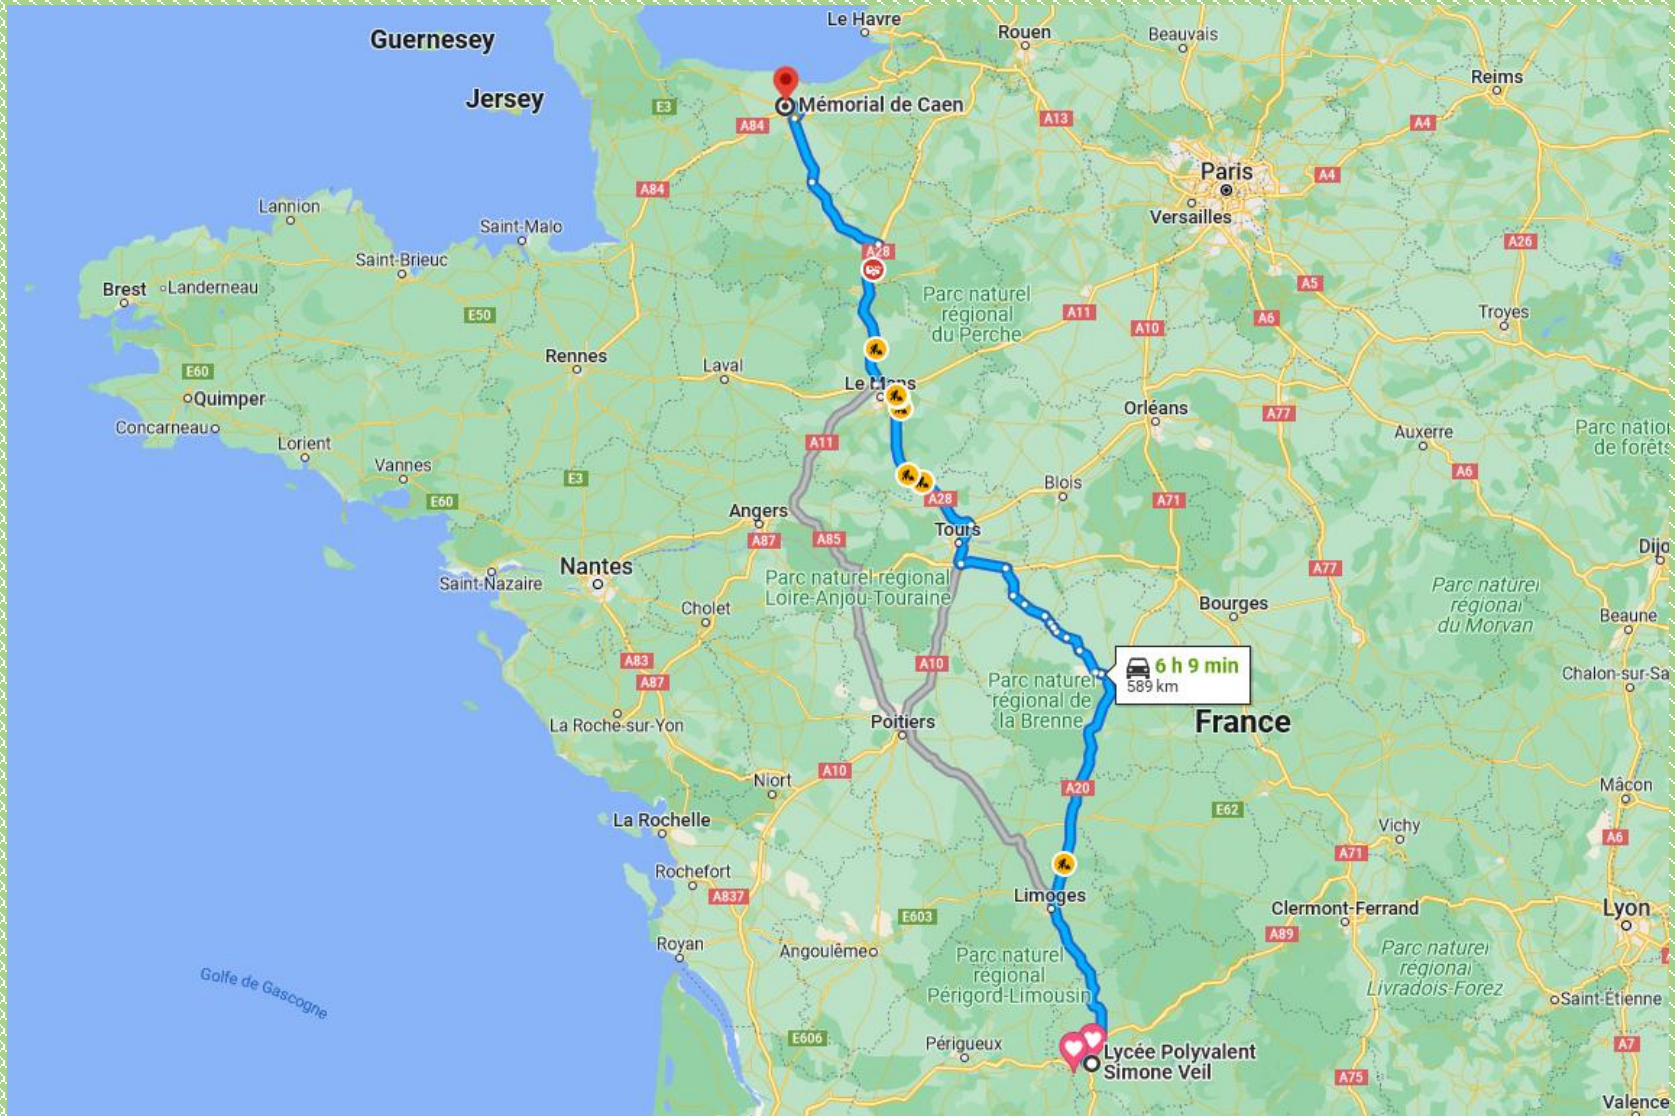 Le Havre
Rouen
Beauvais
Guernesey
Reims
Jersey
E3
Mémorial de Caen
A84
A13
A4
Paris
A4
A84
Lannion
Versailles
Saint-Malo
A26
Saint-Brieuc
A28
Brest
Landerneau
A5
Parc naturel
régional
du Perche
E50
A11
A10
A6
Troyes
Rennes
Laval
E60
Le Mans
Quimper
Orléans
A77
Concarneau
Lorient
A11
Auxerre
Parc natio
de forêts
Vannes
E3
A6
Blois
E60
A28
A71
Angers
Tours
A87
A85
Dijo
Nantes
A77
Saint-Nazaire
Parc naturel régional
Loire-Anjou-Touraine
Parc naturel
régional
du Morvan
Cholet
Bourges
Beaune
A83
A10
6 h 9 min
589 km
A87
Parc naturel
régional de
la Brenne
Chalon-sur-Sa
La Roche-sur-Yon
Poitiers
France
A10
Niort
A20
Mâcon
La Rochelle
E62
Vichy
A6
A71
Rochefort
A837
Limoges
E603
Clermont-Ferrand
Lyon
A89
Royan
Angoulême
Parc naturel
régional
Périgord-Limousin
Parc naturel
régional
Livradois-Forez
Golfe de Gascogne
Saint-Étienne
E606
Périgueux
Lycée Polyvalent
Simone Veil
A7
A75
Valence